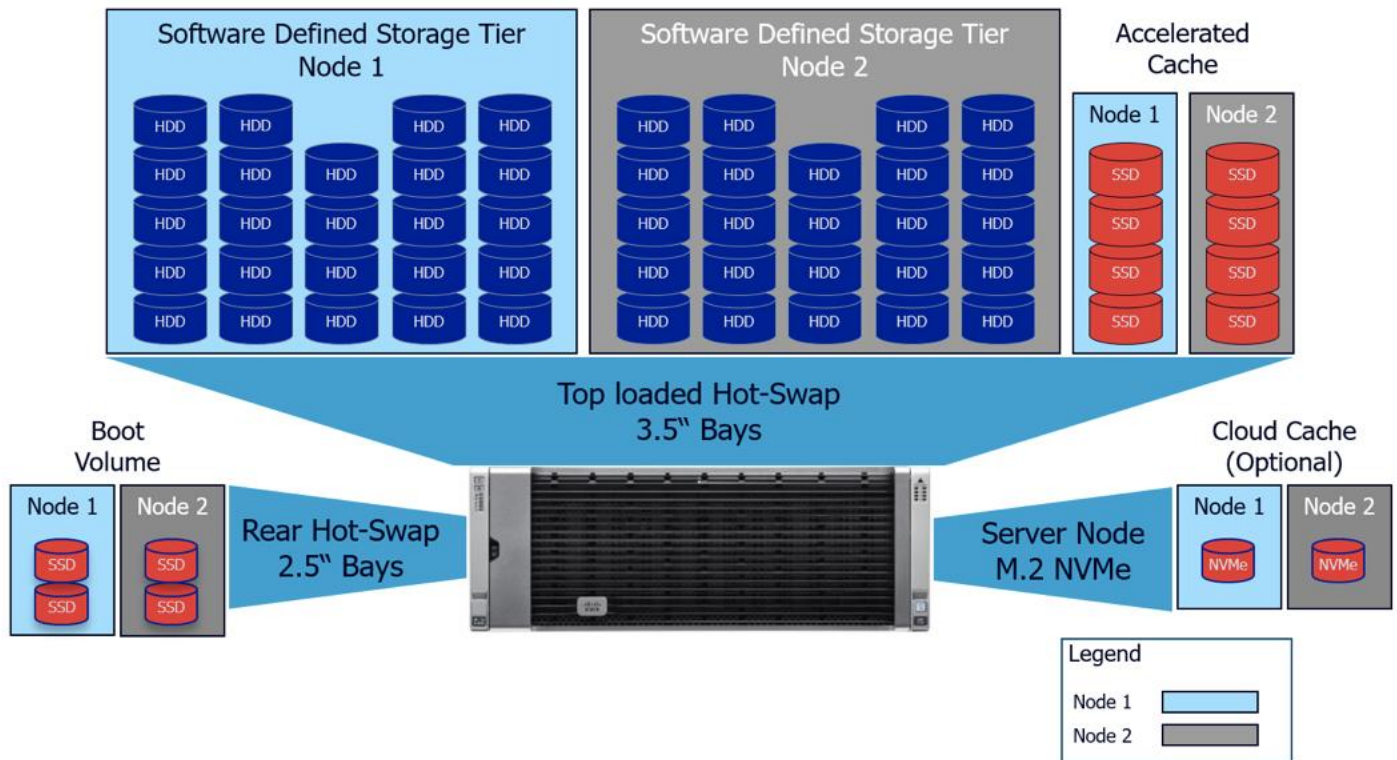 Software Defined Storage Tier
Node 1
Software Defined Storage Tier
Node 2
Accelerated
Cache
Node 1
Node 2
HDD HDD HDD HDD
HDD HDD HDD HDD HDD
HDD HDD HDD HDD HDD
HDD HDD HDD HDD HDD
HDD HDD HDD HDD HDD
HDD HDD HDD HDD
HDD HDD HDD HDD HDD
HDD HDD HDD HDD HDD
HDD HDD HDD HDD HDD
HDD HDD HDD HDD HDD
SSD
SSD
SSD
SSD
SSD
SSD
SSD
SSD
Top loaded Hot-Swap
3.5“ Bays
Boot
Volume
Node 1
Node 2
SSD
SSD
SSD
SSD
Rear Hot-Swap
2.5“ Bays
Server Node
M.2 NVMe
Cloud Cache
(Optional)
Node 1
Node 2
NVMe
NVMe
Legend
Node 1
Node 2